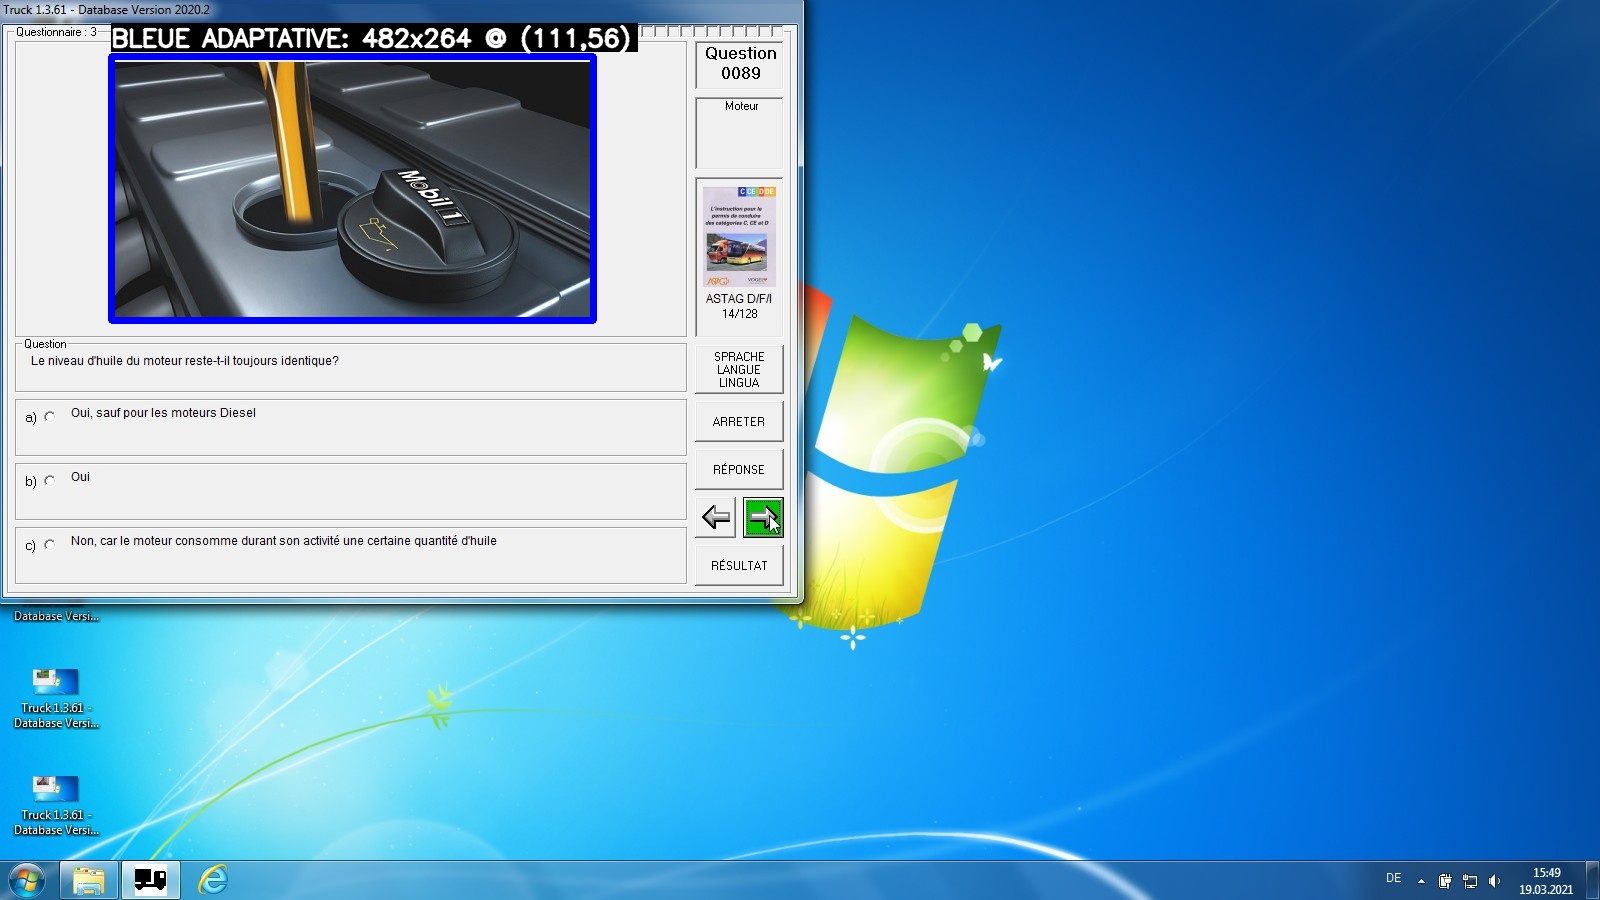 Truck 1.3.61 - Database Version 2020.2
Questionnaire : 3
BLEUE ADAPTATIVE: 482x264 @ (111,56)
Mobil 1
Question
0089
Moteur
C CE D DE
L'instruction pour le
permis de conduire
des catégories C, CE et D
ASTAG D/F/I
14/128
Question
Le niveau d'huile du moteur reste-t-il toujours identique?
SPRACHE
LANGUE
LINGUA
a) Oui, sauf pour les moteurs Diesel
ARRETER
b) Oui
RÉPONSE
c) Non, car le moteur consomme durant son activité une certaine quantité d'huile
RÉSULTAT
Database Versi...
Truck 1.3.61 -
Database Versi...
Truck 1.3.61 -
Database Versi...
DE
15:49
19.03.2021